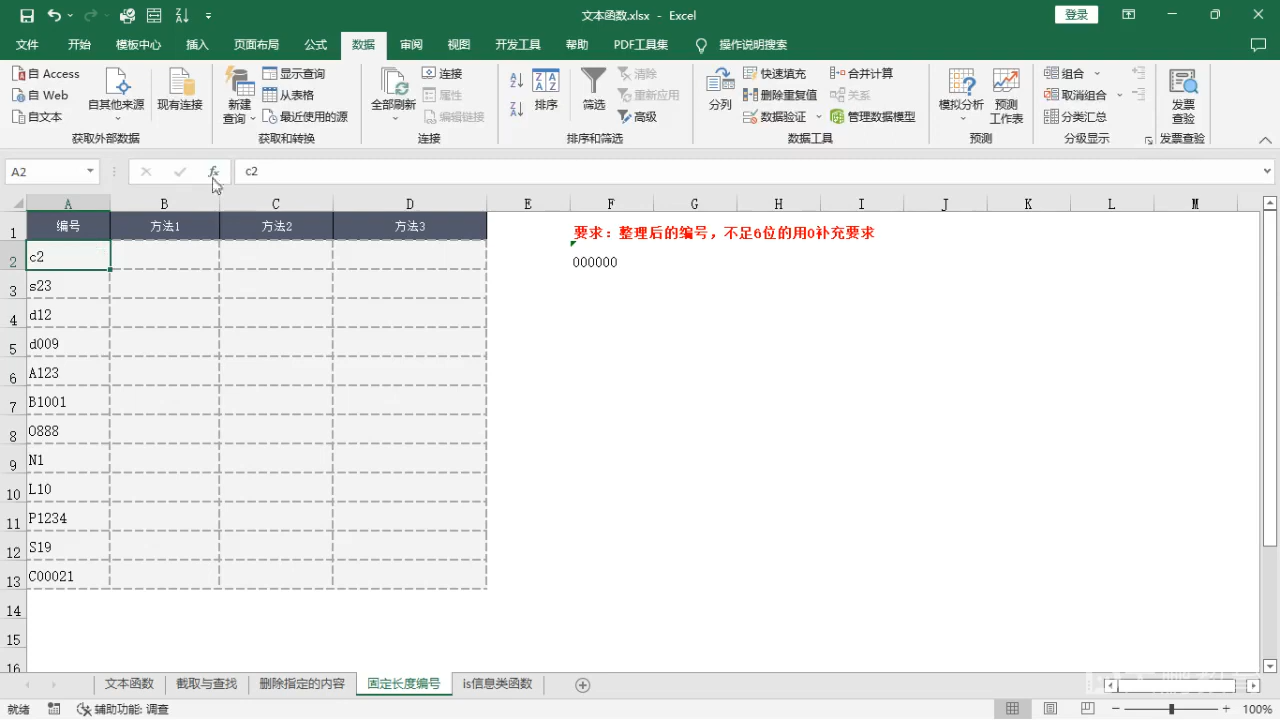 文本函数.xlsx - Excel
登录
文件 开始 模板中心 插入 页面布局 公式 数据 审阅 视图 开发工具 帮助 PDF工具集 操作说明搜索
自 Access
自 Web
自文本
自其他来源
现有连接
获取外部数据
新建
查询
显示查询
从表格
最近使用的源
获取和转换
全部刷新
连接
属性
编辑链接
连接
排序
筛选
清除
重新应用
高级
排序和筛选
分列
快速填充
删除重复值
数据验证
合并计算
关系
管理数据模型
数据工具
模拟分析
预测
工作表
预测
组合
取消组合
分类汇总
分级显示
发票
查验
发票查验
A2 fx c2
A B C D E F G H I J K L M
1 编号 方法1 方法2 方法3 要求：整理后的编号，不足6位的用0补充要求
2 c2 000000
3 s23
4 d12
5 d009
6 A123
7 B1001
8 O888
9 N1
10 L10
11 P1234
12 S19
13 C00021
14
15
16
文本函数 截取与查找 删除指定的内容 固定长度编号 is信息类函数
就绪 辅助功能: 调查 100%